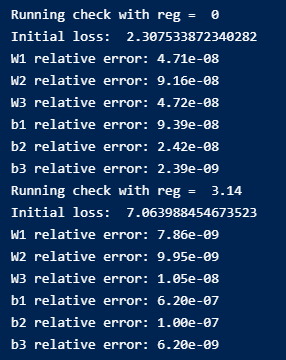 Running check with reg =  0
Initial loss:  2.307533872340282
W1 relative error: 4.71e-08
W2 relative error: 9.16e-08
W3 relative error: 4.72e-08
b1 relative error: 9.39e-08
b2 relative error: 2.42e-08
b3 relative error: 2.39e-09
Running check with reg =  3.14
Initial loss:  7.063988454673523
W1 relative error: 7.86e-09
W2 relative error: 9.95e-09
W3 relative error: 1.05e-08
b1 relative error: 6.20e-07
b2 relative error: 1.00e-07
b3 relative error: 6.20e-09